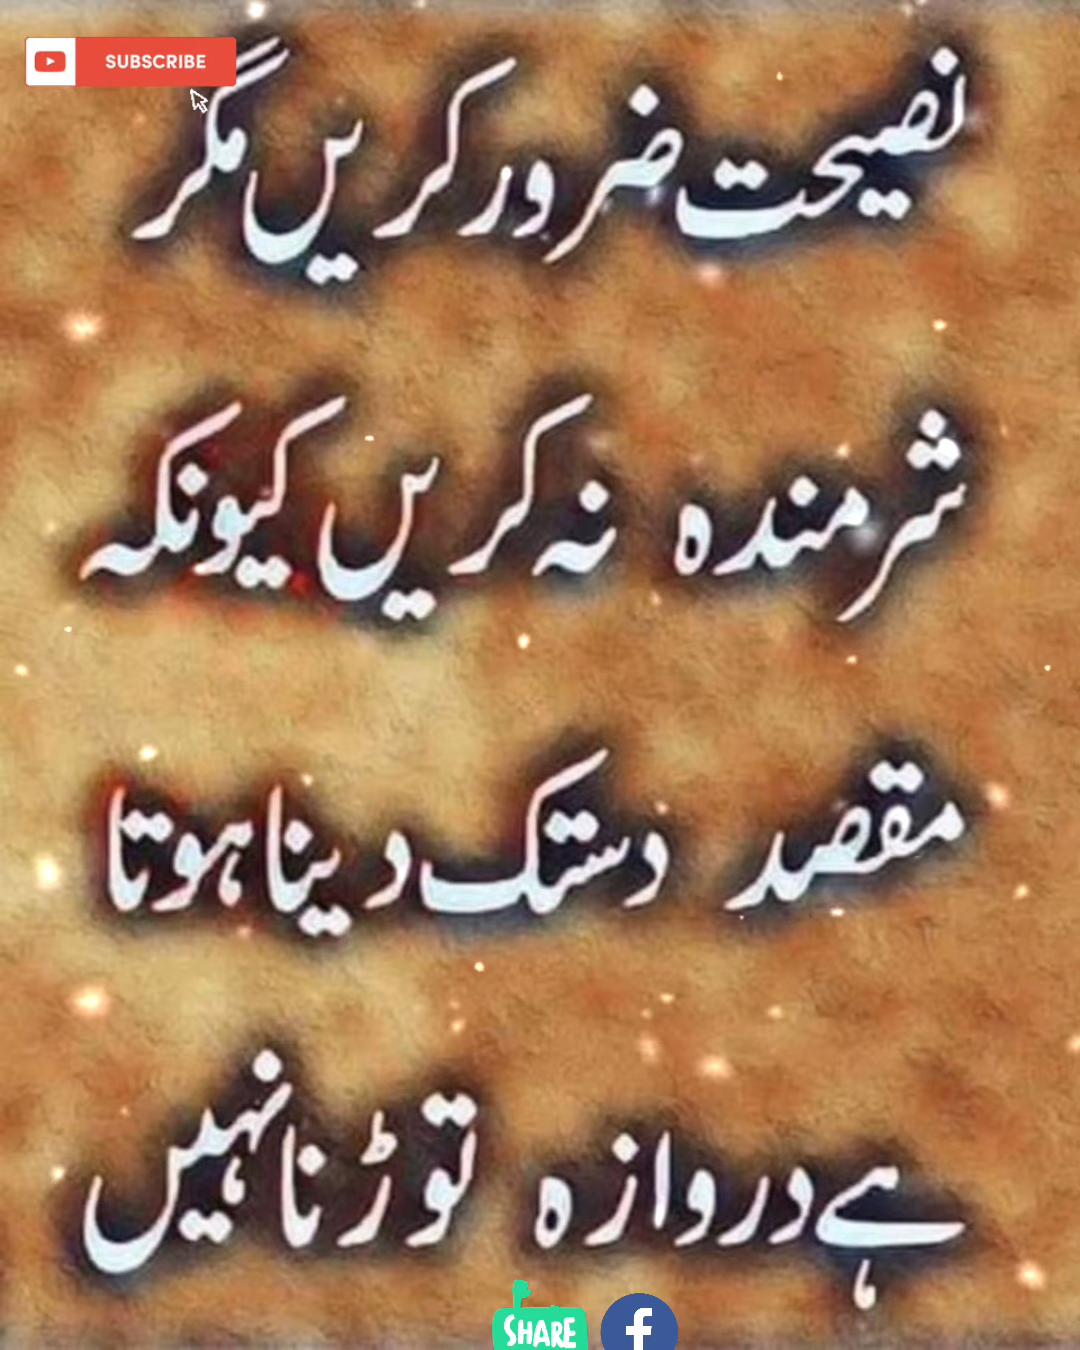 SUBSCRIBE
نصیحت ضرور کریں مگر
شرمندہ نہ کریں کیونکہ
مقصد دستک دینا ہوتا
ہے دروازہ توڑنا نہیں
SHARE f